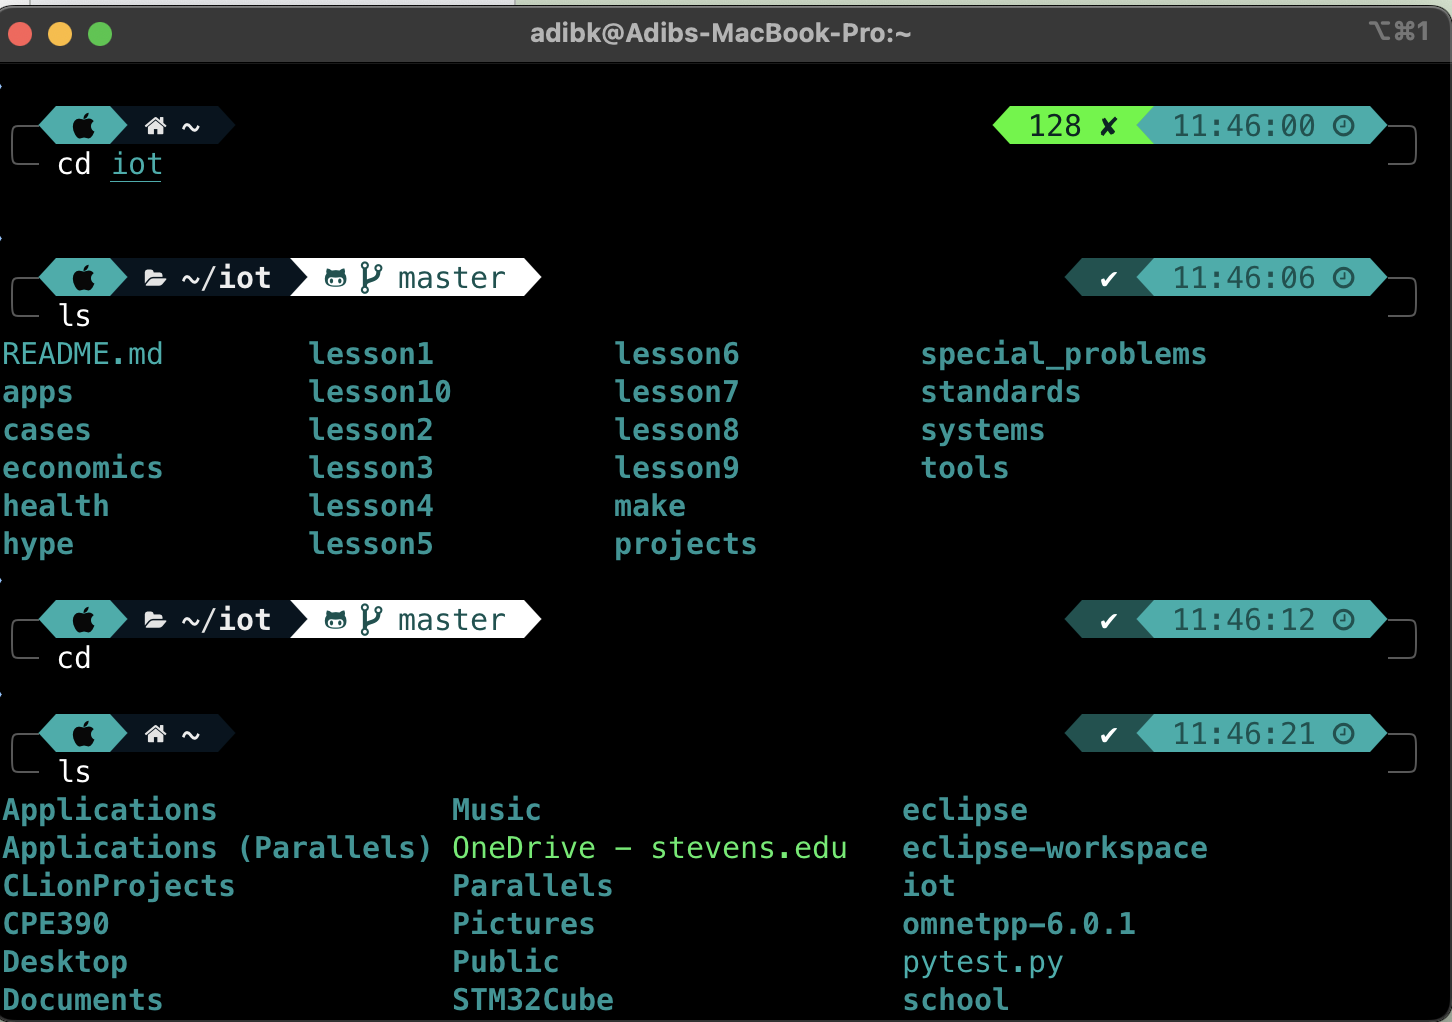 adibk@Adibs-MacBook-Pro:~ ⌥⌘1
~ 128 ✘ 11:46:00
cd iot
~/iot master ✔ 11:46:06
ls
README.md lesson1 lesson6 special_problems
apps lesson10 lesson7 standards
cases lesson2 lesson8 systems
economics lesson3 lesson9 tools
health lesson4 make
hype lesson5 projects
~/iot master ✔ 11:46:12
cd
~ ✔ 11:46:21
ls
Applications Music eclipse
Applications (Parallels) OneDrive - stevens.edu eclipse-workspace
CLionProjects Parallels iot
CPE390 Pictures omnetpp-6.0.1
Desktop Public pytest.py
Documents STM32Cube school